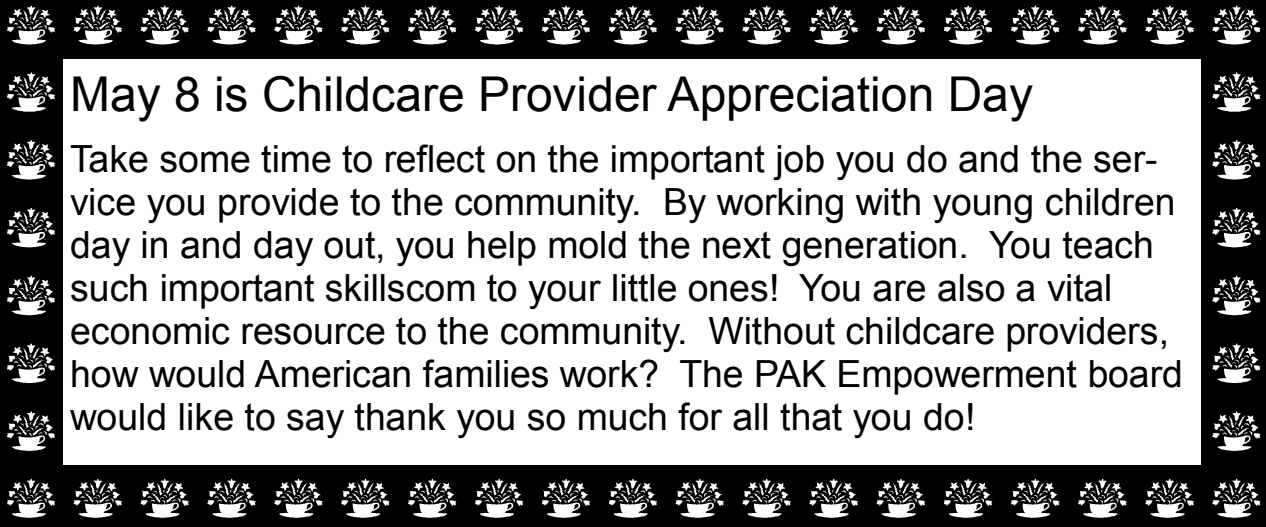 May 8 is Childcare Provider Appreciation Day
Take some time to reflect on the important job you do and the ser-
vice you provide to the community.  By working with young children
day in and day out, you help mold the next generation.  You teach
such important skillscom to your little ones!  You are also a vital
economic resource to the community.  Without childcare providers,
how would American families work?  The PAK Empowerment board
would like to say thank you so much for all that you do!